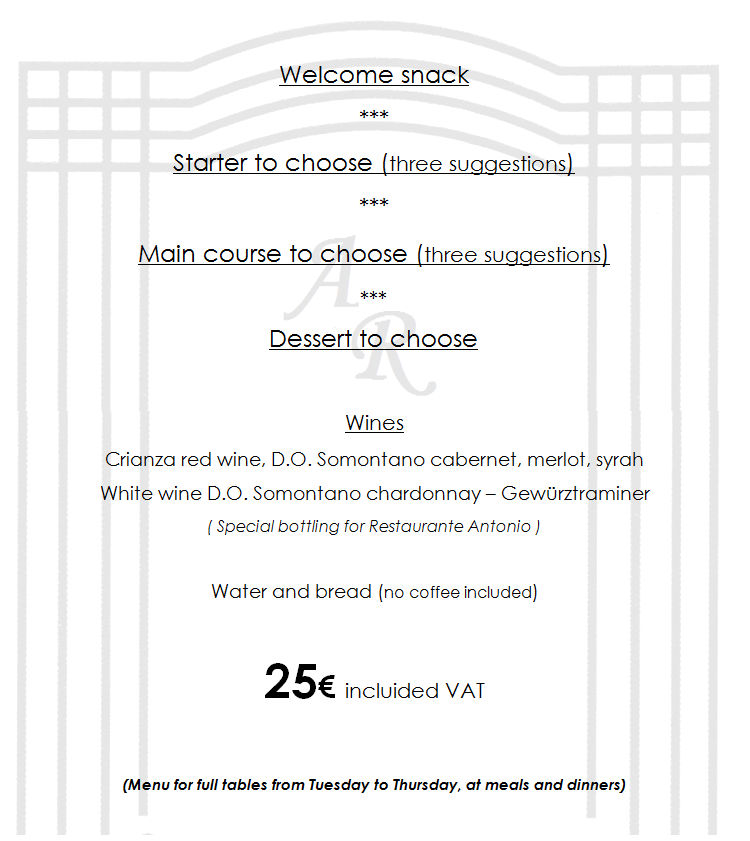 Welcome snack
***
Starter to choose (three suggestions)
***
Main course to choose (three suggestions)
***
AR
Dessert to choose
Wines
Crianza red wine, D.O. Somontano cabernet, merlot, syrah
White wine D.O. Somontano chardonnay – Gewürztraminer
( Special bottling for Restaurante Antonio )
Water and bread (no coffee included)
25€ incluided VAT
(Menu for full tables from Tuesday to Thursday, at meals and dinners)